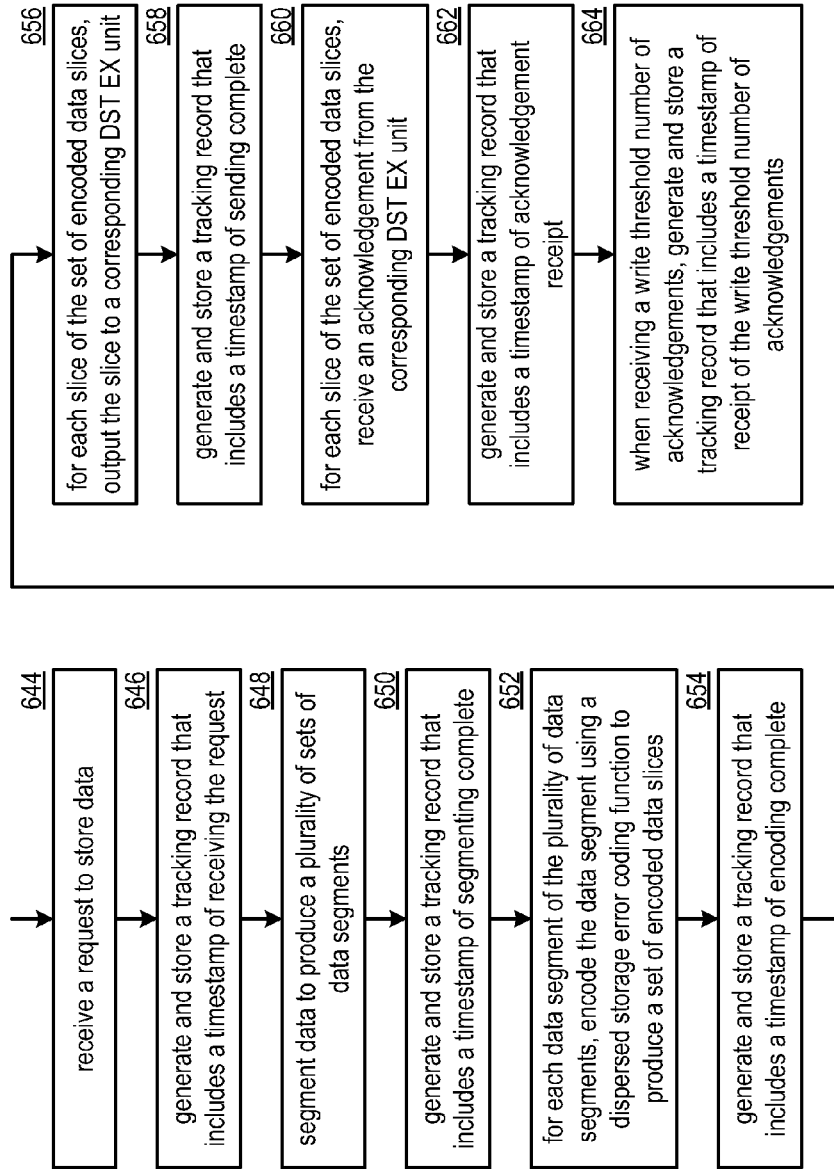 644
receive a request to store data
646
generate and store a tracking record that
includes a timestamp of receiving the request
648
segment data to produce a plurality of sets of
data segments
650
generate and store a tracking record that
includes a timestamp of segmenting complete
652
for each data segment of the plurality of data
segments, encode the data segment using a
dispersed storage error coding function to
produce a set of encoded data slices
654
generate and store a tracking record that
includes a timestamp of encoding complete
656
for each slice of the set of encoded data slices,
output the slice to a corresponding DST EX unit
658
generate and store a tracking record that
includes a timestamp of sending complete
660
for each slice of the set of encoded data slices,
receive an acknowledgement from the
corresponding DST EX unit
662
generate and store a tracking record that
includes a timestamp of acknowledgement
receipt
664
when receiving a write threshold number of
acknowledgements, generate and store a
tracking record that includes a timestamp of
receipt of the write threshold number of
acknowledgements